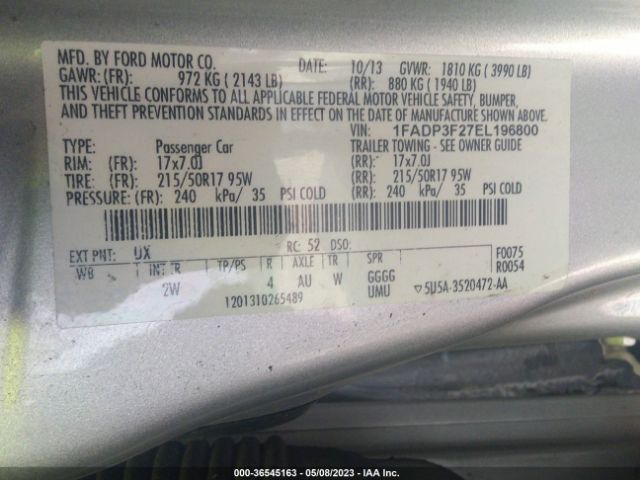 MFD. BY FORD MOTOR CO.
DATE: 10/13 GVWR: 1810 KG ( 3990 LB)
GAWR: (FR): 972 KG ( 2143 LB) (RR): 880 KG ( 1940 LB)
THIS VEHICLE CONFORMS TO ALL APPLICABLE FEDERAL MOTOR VEHICLE SAFETY, BUMPER,
AND THEFT PREVENTION STANDARDS IN EFFECT ON THE DATE OF MANUFACTURE SHOWN ABOVE.
VIN: 1FADP3F27EL196800
TYPE: Passenger Car TRAILER TOWING - SEE OWNER GUIDE
RIM: (FR): 17x7.0J (RR): 17x7.0J
TIRE: (FR): 215/50R17 95W (RR): 215/50R17 95W
PRESSURE: (FR): 240 kPa/ 35 PSI COLD (RR): 240 kPa/ 35 PSI COLD
EXT PNT: UX RC: 52 DSO: F0075
WB INT TR TP/PS R AXLE TR SPR R0054
2W 4 AU W GGGG
UMU
1201310265489 ▽5U5A-3520472-AA
000-36545163 - 05/08/2023 - IAA Inc.